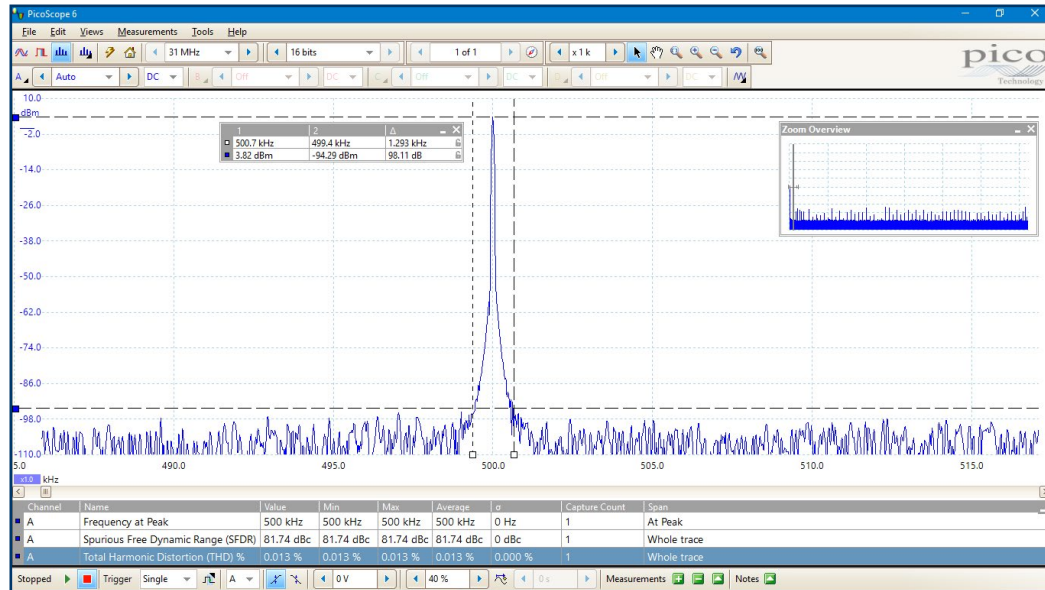 PicoScope 6
File Edit Views Measurements Tools Help
31 MHz 16 bits 1 of 1 x 1 k
pico
Technology
A Auto DC B Off DC C Off DC D Off DC
10.0
dBm
-2.0
-14.0
-26.0
-38.0
-50.0
-62.0
-74.0
-86.0
-98.0
-110.0
1 2 Δ
500.7 kHz 499.4 kHz 1.293 kHz
3.82 dBm -94.29 dBm 98.11 dB
Zoom Overview
5.0 490.0 495.0 500.0 505.0 510.0 515.0
x1.0 kHz
Channel Name Value Min Max Average σ Capture Count Span
A Frequency at Peak 500 kHz 500 kHz 500 kHz 500 kHz 0 Hz 1 At Peak
A Spurious Free Dynamic Range (SFDR) 81.74 dBc 81.74 dBc 81.74 dBc 81.74 dBc 0 dBc 1 Whole trace
A Total Harmonic Distortion (THD) % 0.013 % 0.013 % 0.013 % 0.013 % 0.000 % 1 Whole trace
Stopped Trigger Single A 0 V 40 % 0 s Measurements Notes